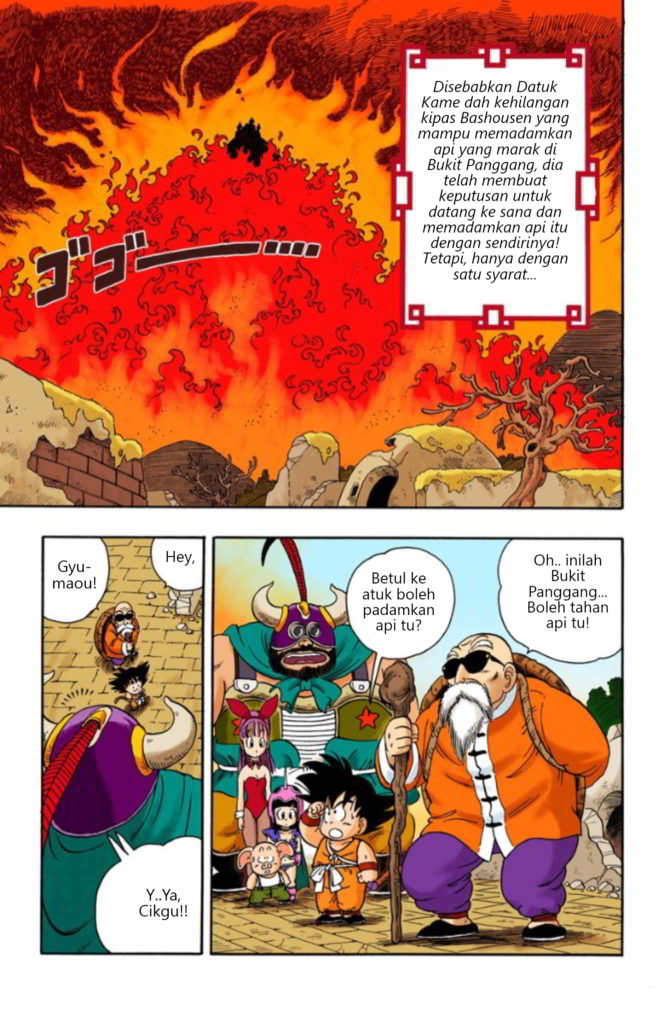 Disebabkan Datuk
Kame dah kehilangan
kipas Bashousen yang
mampu memadamkan
api yang marak di
Bukit Panggang, dia
telah membuat
keputusan untuk
datang ke sana dan
memadamkan api itu
dengan sendirinya!
Tetapi, hanya dengan
satu syarat...
ゴゴー....
Oh.. inilah
Bukit
Panggang...
Boleh tahan
api tu!
Betul ke
atuk boleh
padamkan
api tu?
Hey,
Gyu-
maou!
Y..Ya,
Cikgu!!